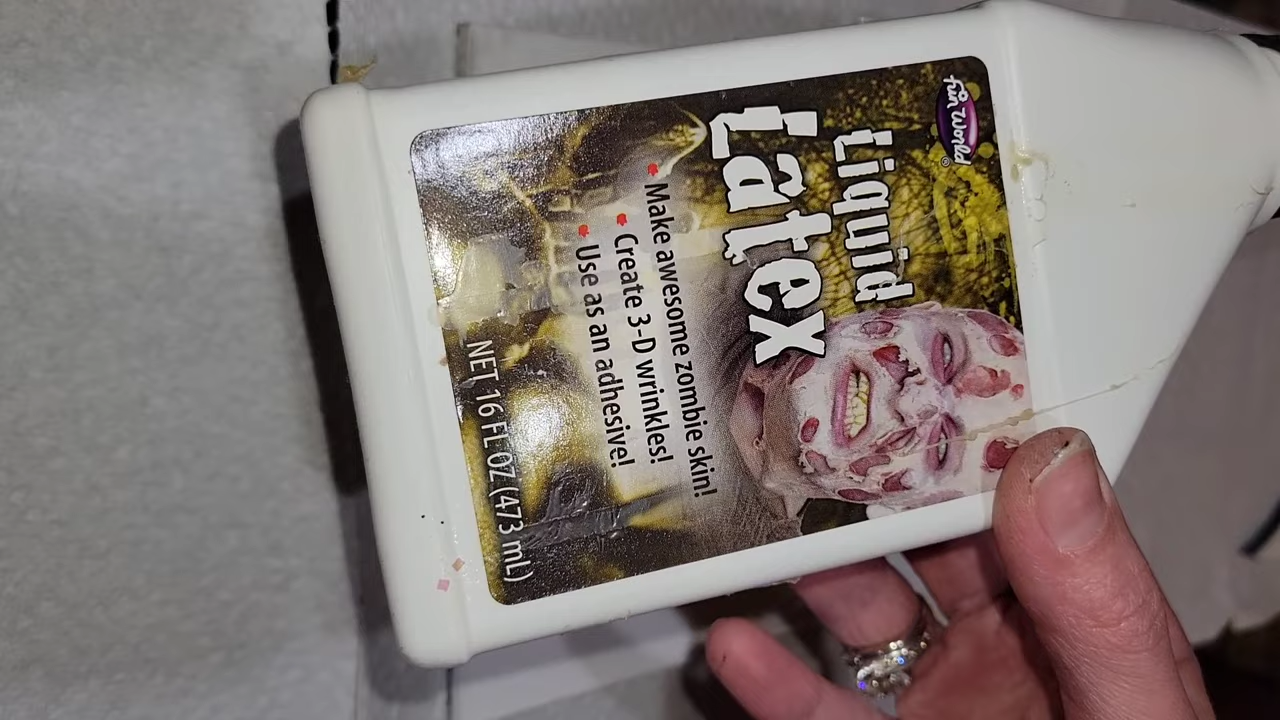 fun World®
Liquid
Latex
• Make awesome zombie skin!
• Create 3-D wrinkles!
• Use as an adhesive!
NET 16 FL OZ (473 mL)